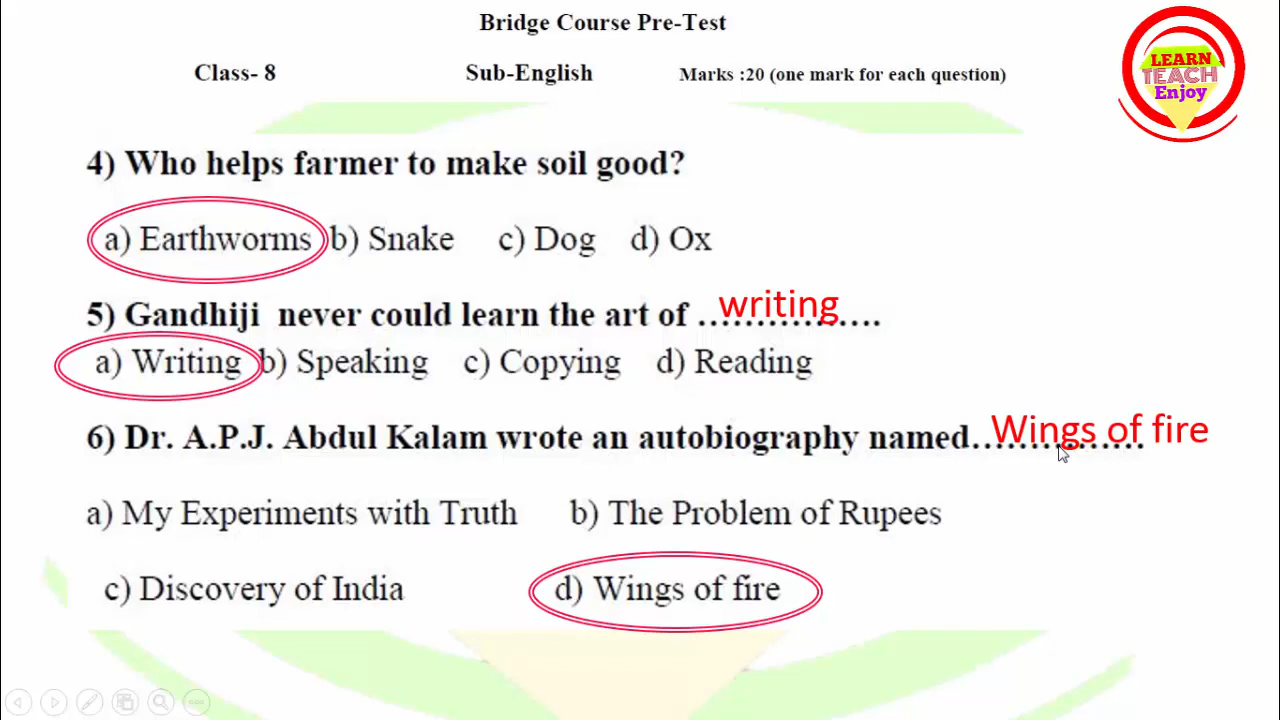 Bridge Course Pre-Test
Class- 8 Sub-English Marks :20 (one mark for each question)
LEARN
TEACH
Enjoy
4) Who helps farmer to make soil good?
a) Earthworms b) Snake c) Dog d) Ox
5) Gandhiji never could learn the art of ................. writing
a) Writing b) Speaking c) Copying d) Reading
6) Dr. A.P.J. Abdul Kalam wrote an autobiography named............... Wings of fire
a) My Experiments with Truth b) The Problem of Rupees
c) Discovery of India d) Wings of fire